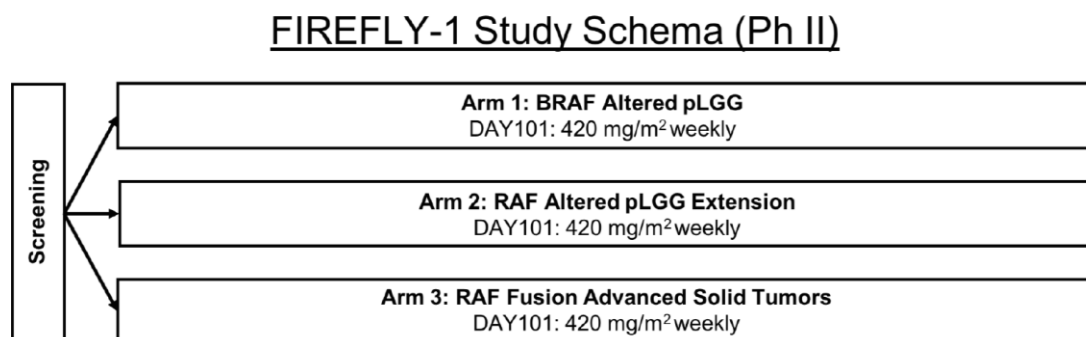 FIREFLY-1 Study Schema (Ph II)
Screening
Arm 1: BRAF Altered pLGG
DAY101: 420 mg/m² weekly
Arm 2: RAF Altered pLGG Extension
DAY101: 420 mg/m² weekly
Arm 3: RAF Fusion Advanced Solid Tumors
DAY101: 420 mg/m² weekly